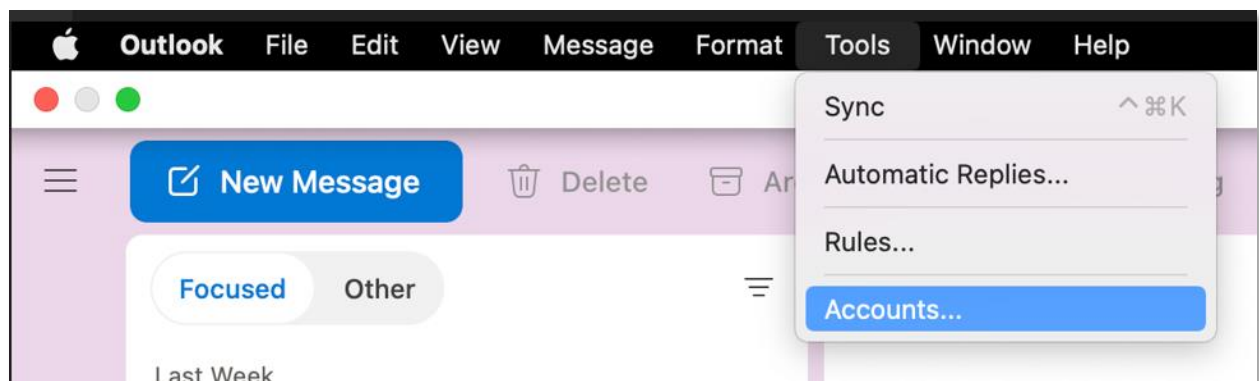 Outlook File Edit View Message Format Tools Window Help
Sync ^⌘K
New Message Delete Ar
Automatic Replies...
Rules...
Focused Other
Accounts...
Last Week